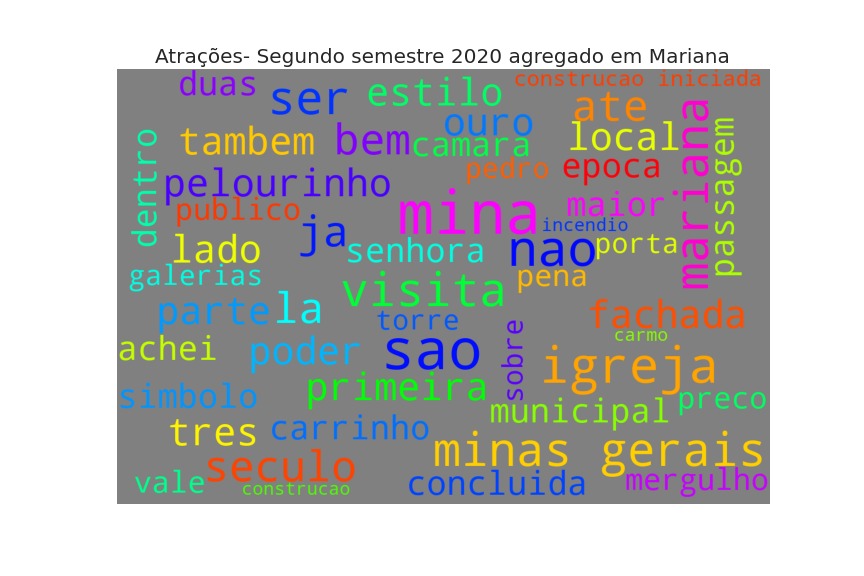 Atrações- Segundo semestre 2020 agregado em Mariana
duas
ser
estilo
construcao iniciada
ouro
ate
tambem
bem
camara
local
mariana
passagem
dentro
pedro
epoca
pelourinho
publico
mina
maior
incendio
ja
lado
senhora
nao
porta
galerias
visita
pena
parte
la
torre
fachada
carmo
achei
poder
sao
sobre
igreja
simbolo
primeira
municipal
preco
tres
carrinho
minas gerais
seculo
vale
construcao
concluida
mergulho